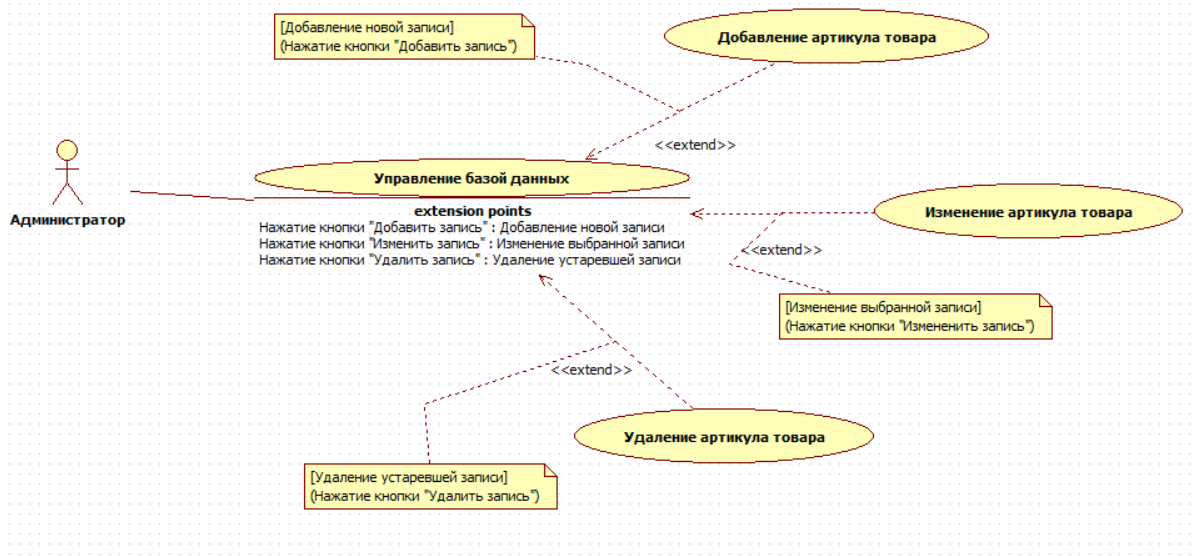 [Добавление новой записи]
(Нажатие кнопки "Добавить запись")
Добавление артикула товара
<<extend>>
Администратор
Управление базой данных
extension points
Нажатие кнопки "Добавить запись" : Добавление новой записи
Нажатие кнопки "Изменить запись" : Изменение выбранной записи
Нажатие кнопки "Удалить запись" : Удаление устаревшей записи
Изменение артикула товара
<<extend>>
[Изменение выбранной записи]
(Нажатие кнопки "Измененить запись")
<<extend>>
Удаление артикула товара
[Удаление устаревшей записи]
(Нажатие кнопки "Удалить запись")